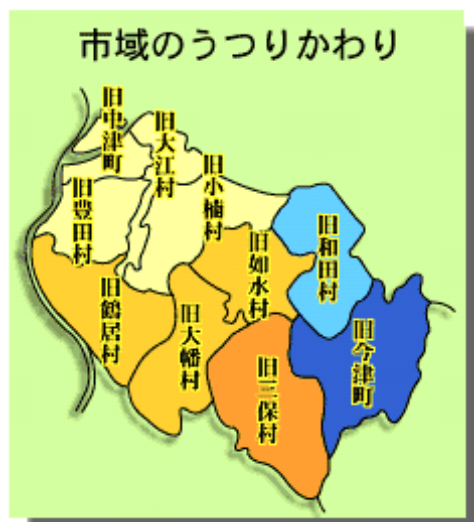 市域のうつりかわり
旧中津町
旧大江村
旧小楠村
旧豊田村
旧和田村
旧如水村
旧鶴居村
旧大幡村
旧三保村
旧今津町